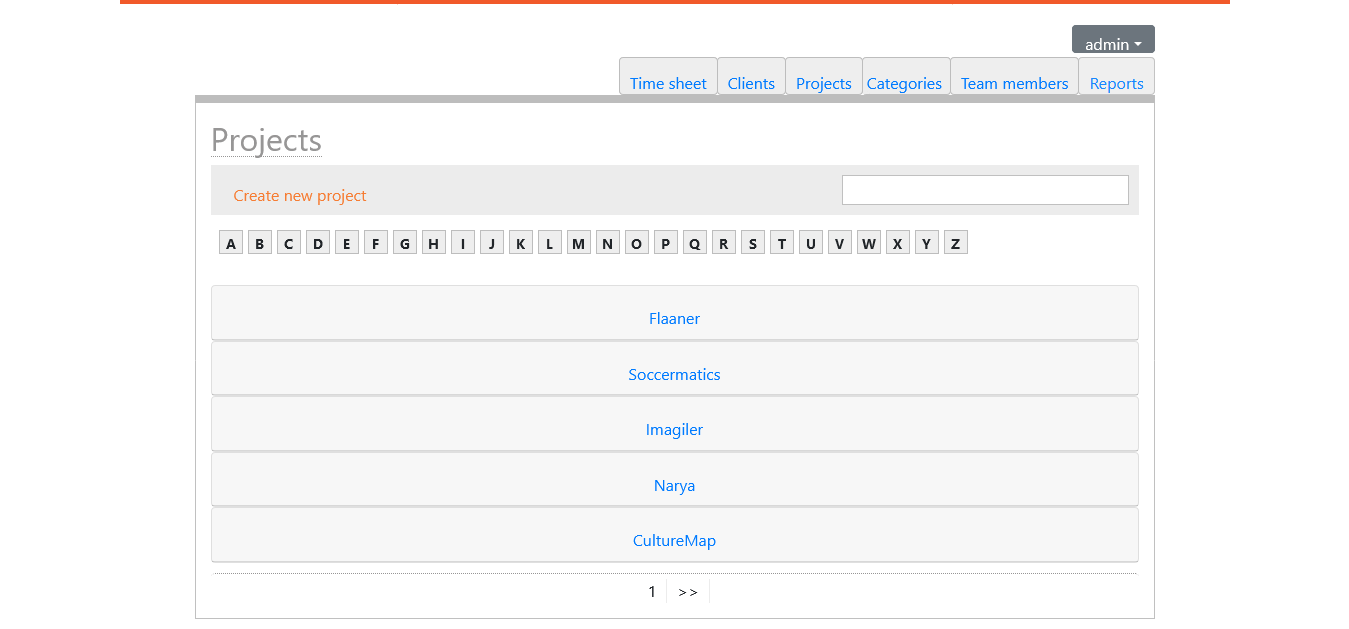 admin
Time sheet Clients Projects Categories Team members Reports
Projects
Create new project
A B C D E F G H I J K L M N O P Q R S T U V W X Y Z
Flaaner
Soccermatics
Imagiler
Narya
CultureMap
1 >>